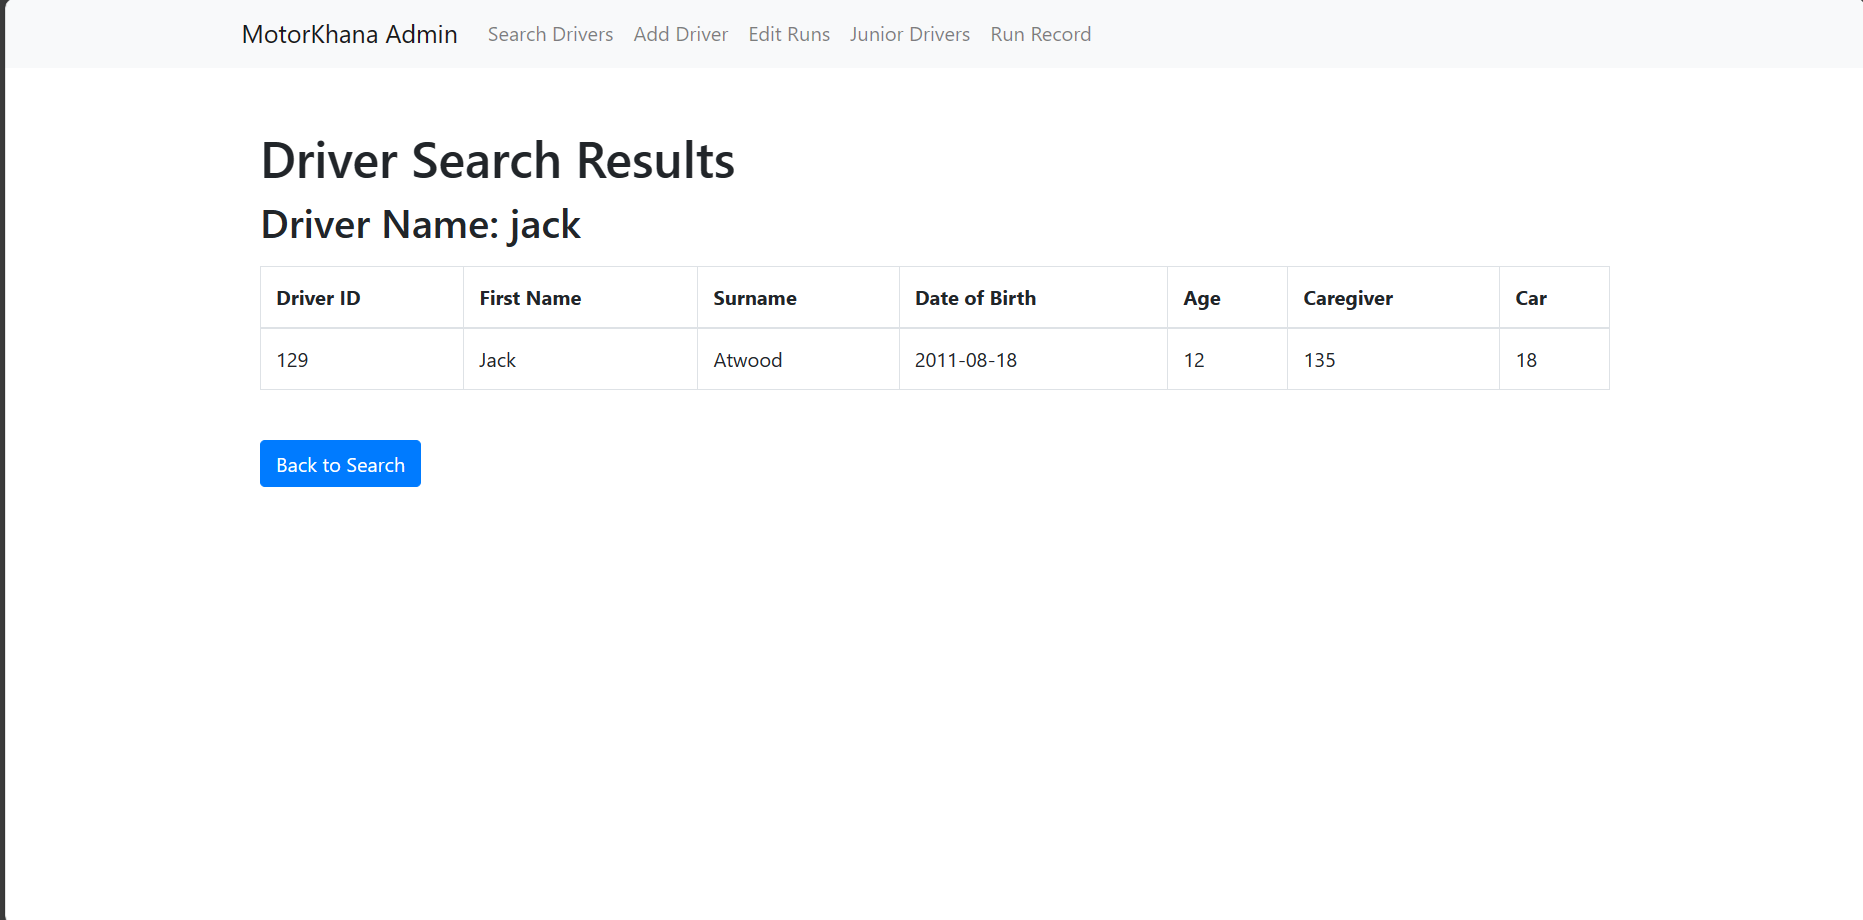 MotorKhana Admin Search Drivers Add Driver Edit Runs Junior Drivers Run Record
Driver Search Results
Driver Name: jack
Driver ID First Name Surname Date of Birth Age Caregiver Car
129 Jack Atwood 2011-08-18 12 135 18
Back to Search